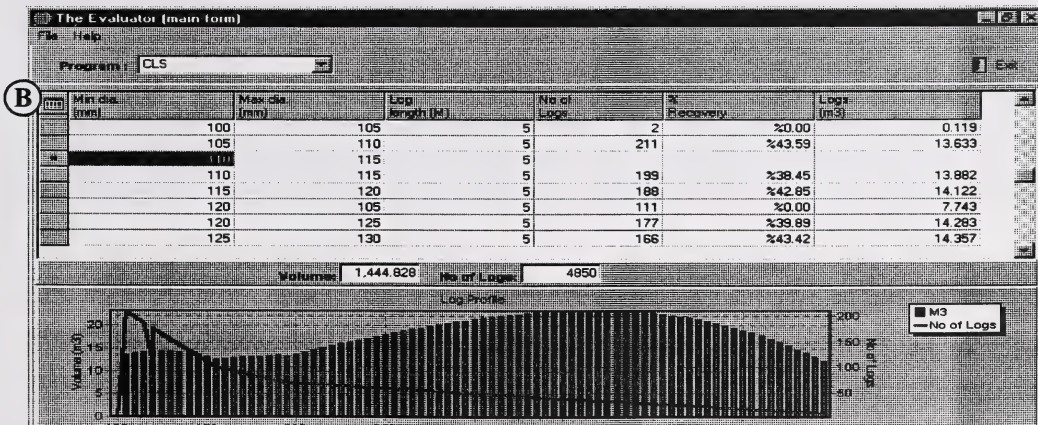 The Evaluator (main form)
File Help
Program: CLS Exit
B
Min dia. (mm) Max dia. (mm) Log length (M) No of Logs % Recovery Logs (m3)
100 105 5 2 %0.00 0.119
105 110 5 211 %43.59 13.633
110 115 5
110 115 5 199 %38.45 13.882
115 120 5 188 %42.85 14.122
120 105 5 111 %0.00 7.743
120 125 5 177 %39.89 14.283
125 130 5 166 %43.42 14.357
Volume: 1,444.828 No of Logs: 4850
Log Profile
M3
No of Logs
Volume (m3)
20
15
10
5
0
No of Logs
200
150
100
50